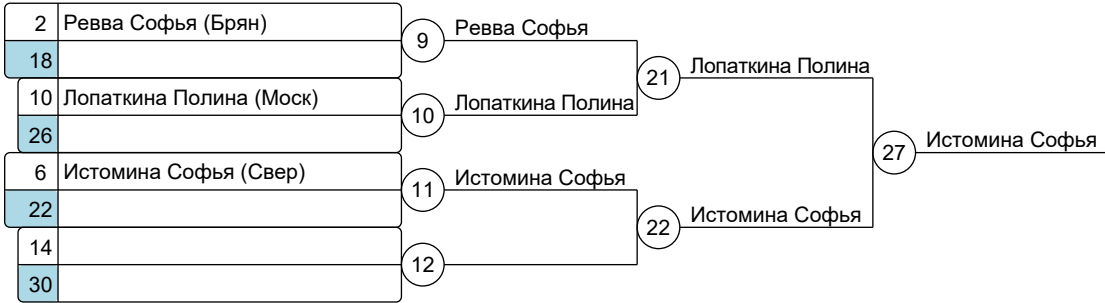 2 Ревва Софья (Брян)
9 Ревва Софья
18
21 Лопаткина Полина
10 Лопаткина Полина (Моск)
10 Лопаткина Полина
26
27 Истомина Софья
6 Истомина Софья (Свер)
11 Истомина Софья
22
22 Истомина Софья
14
12
30